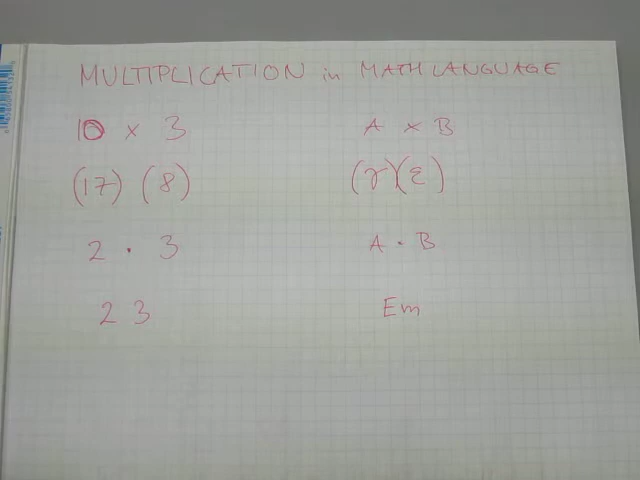 MULTIPLICATION in MATH LANGUAGE
10 x 3 A x B
(17) (8) (γ)(ε)
2 · 3 A · B
2 3 Em